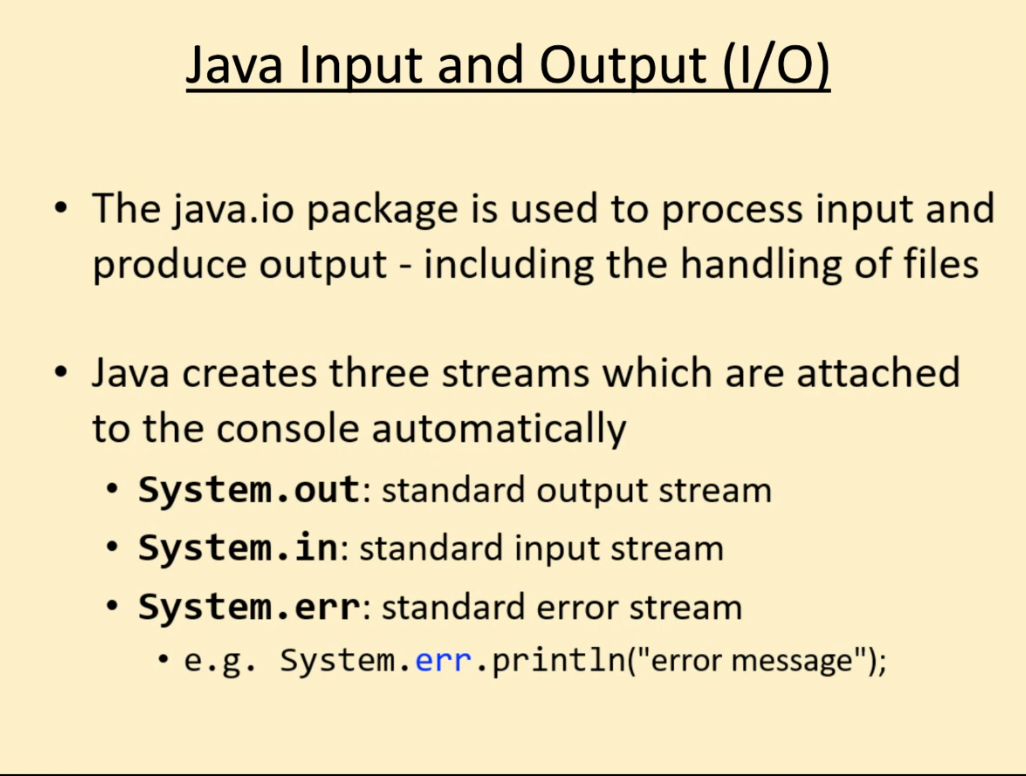 Java Input and Output (I/O)
• The java.io package is used to process input and
produce output - including the handling of files
• Java creates three streams which are attached
to the console automatically
• System.out: standard output stream
• System.in: standard input stream
• System.err: standard error stream
• e.g. System.err.println("error message");